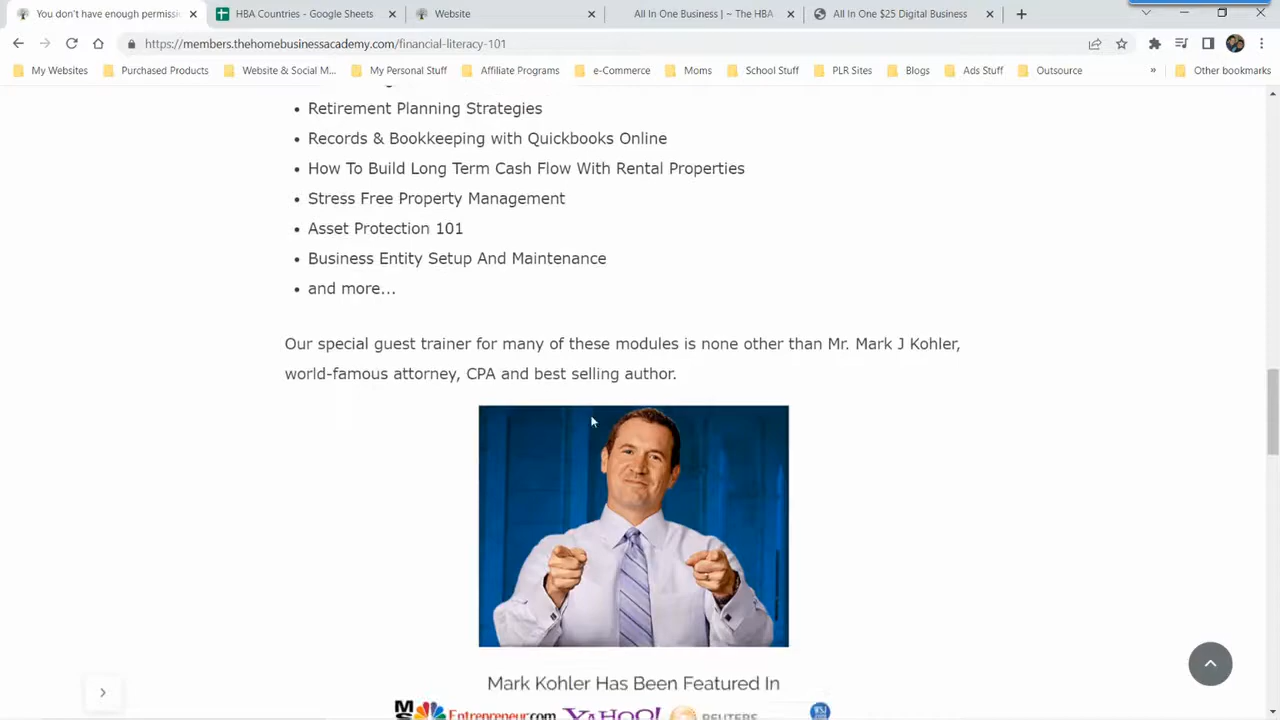 You don't have enough permissi
HBA Countries - Google Sheets
Website
All In One Business | – The HBA
All In One $25 Digital Business
https://members.thehomebusinessacademy.com/financial-literacy-101
My Websites
Purchased Products
Website & Social M...
My Personal Stuff
Affiliate Programs
e-Commerce
Moms
School Stuff
PLR Sites
Blogs
Ads Stuff
Outsource
»
Other bookmarks
• Retirement Planning Strategies
• Records & Bookkeeping with Quickbooks Online
• How To Build Long Term Cash Flow With Rental Properties
• Stress Free Property Management
• Asset Protection 101
• Business Entity Setup And Maintenance
• and more...
Our special guest trainer for many of these modules is none other than Mr. Mark J Kohler,
world-famous attorney, CPA and best selling author.
Mark Kohler Has Been Featured In
Entrepreneur.com YAHOO! REUTERS